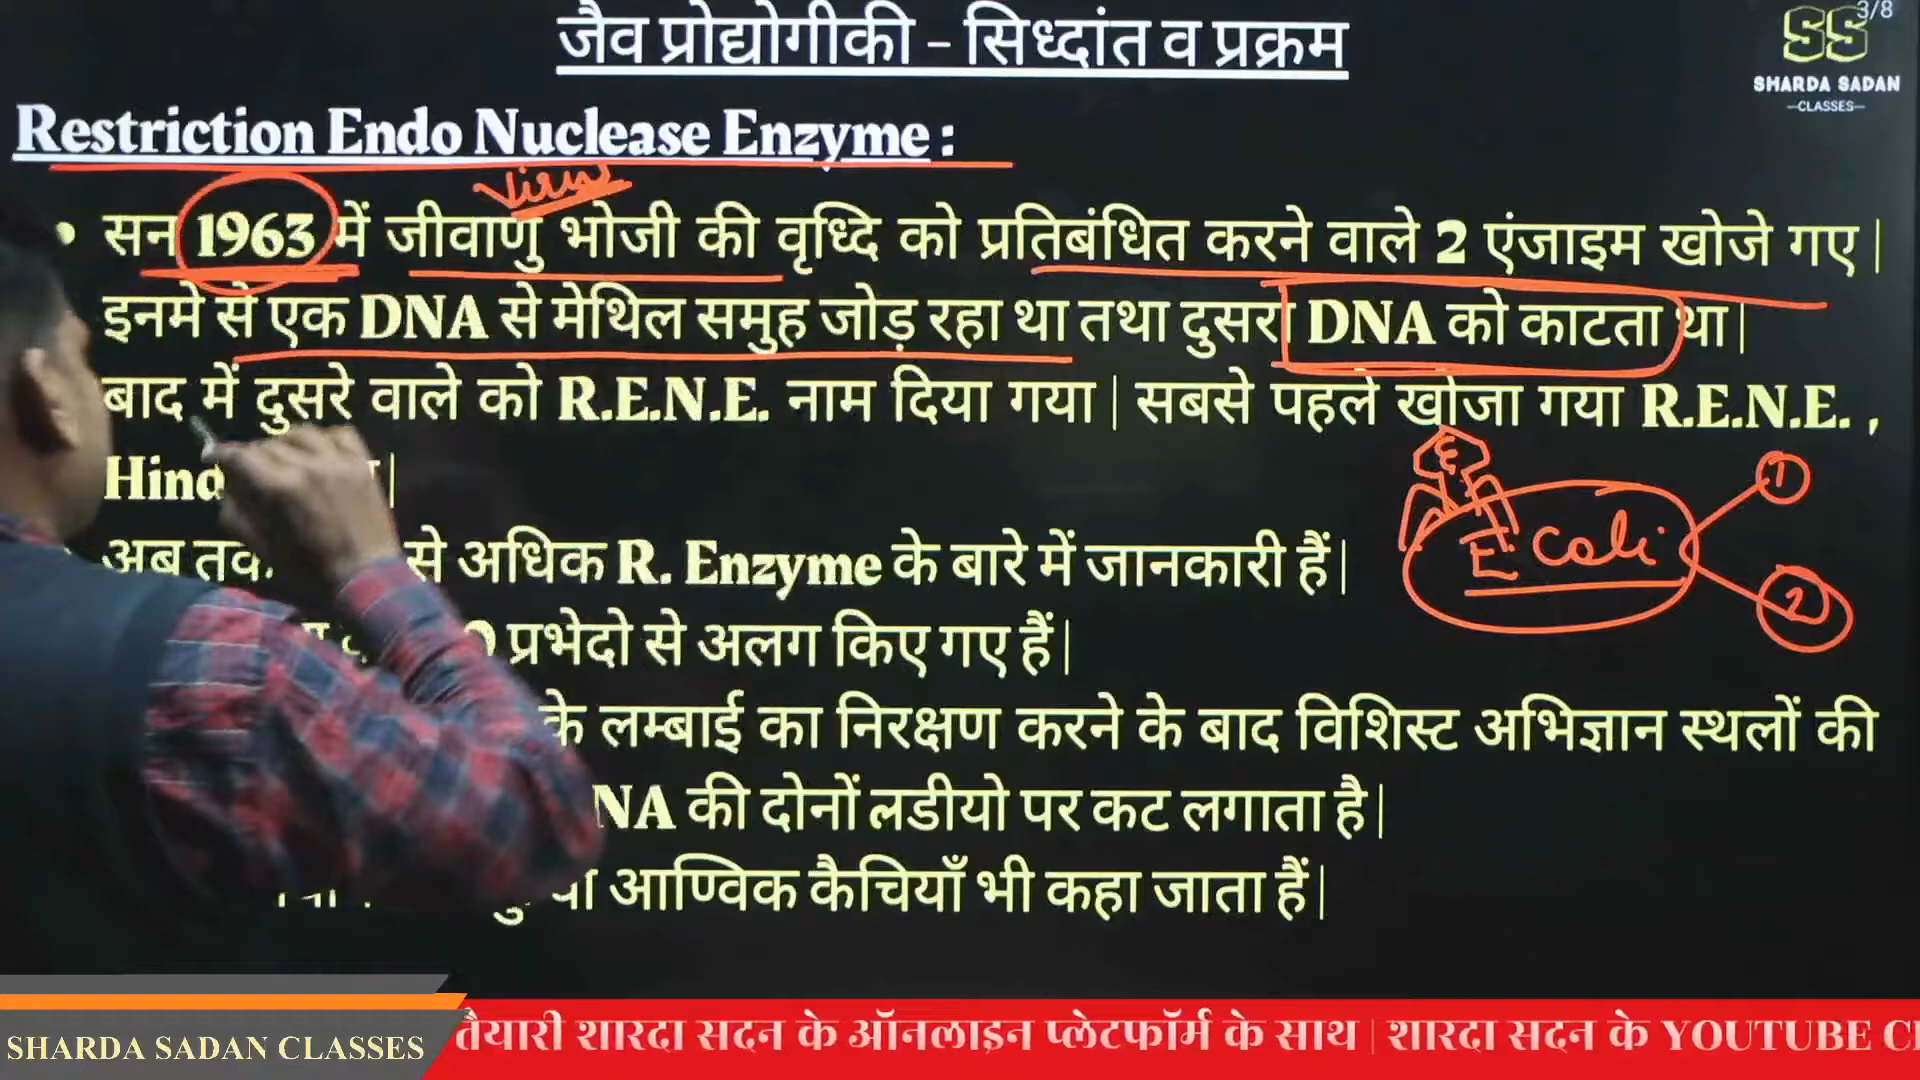 3/8
जैव प्रोद्योगीकी - सिध्दांत व प्रक्रम
SS
SHARDA SADAN
—CLASSES—
Restriction Endo Nuclease Enzyme :
Virus
• सन 1963 में जीवाणु भोजी की वृध्दि को प्रतिबंधित करने वाले 2 एंजाइम खोजे गए |
इनमे से एक DNA से मेथिल समुह जोड़ रहा था तथा दुसरा DNA को काटता था |
बाद में दुसरे वाले को R.E.N.E. नाम दिया गया | सबसे पहले खोजा गया R.E.N.E. ,
|
E Coli
1
2
अब से अधिक R. Enzyme के बारे में जानकारी हैं |
प्रभेदो से अलग किए गए हैं |
के लम्बाई का निरक्षण करने के बाद विशिस्ट अभिज्ञान स्थलों की
की दोनों लडीयो पर कट लगाता है |
आण्विक कैचियाँ भी कहा जाता हैं |
SHARDA SADAN CLASSES
तैयारी शारदा सदन के ऑनलाइन प्लेटफॉर्म के साथ | शारदा सदन के YOUTUBE